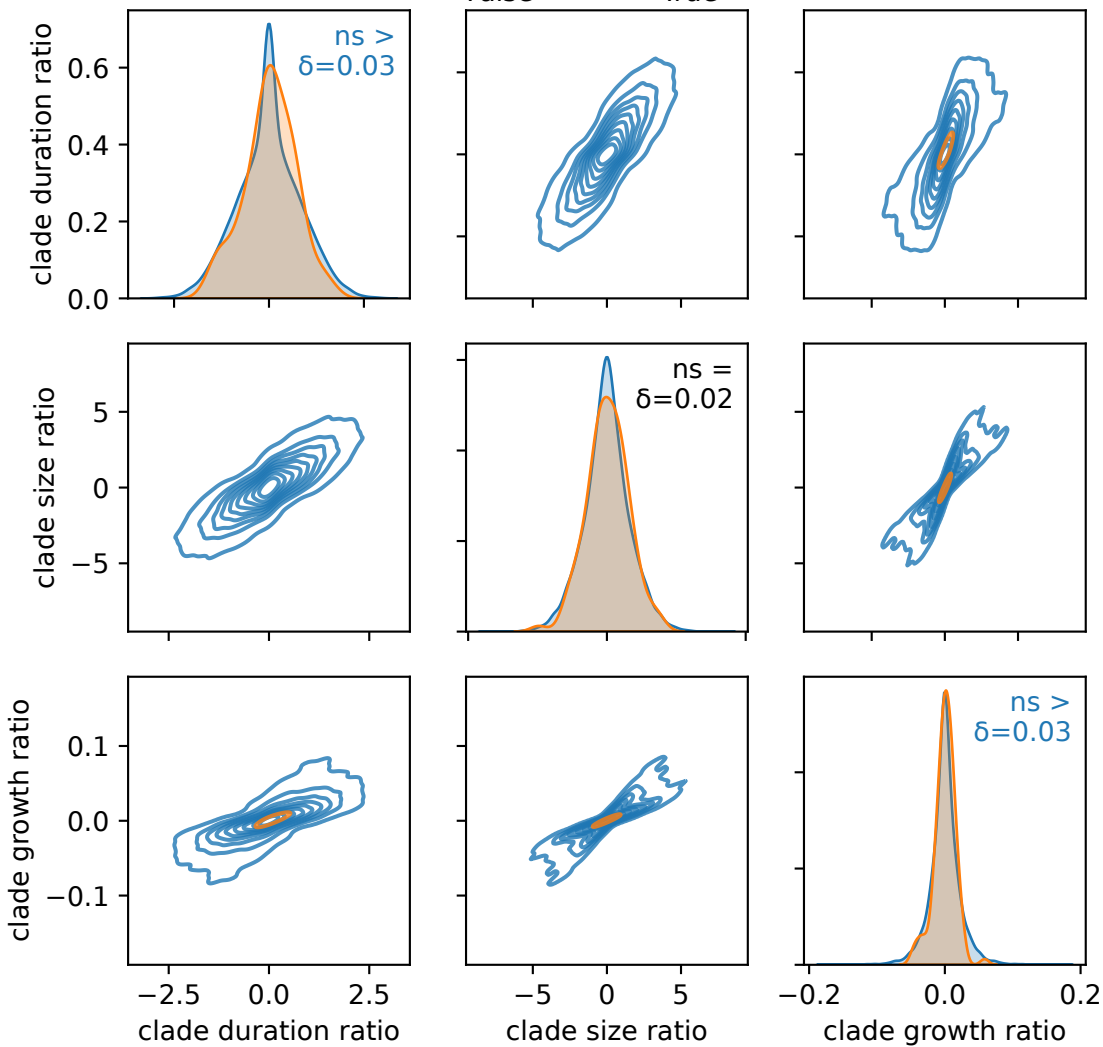 clade duration ratio
0.6
0.4
0.2
0.0
ns >
δ=0.03
clade size ratio
5
0
−5
ns =
δ=0.02
clade growth ratio
0.1
0.0
−0.1
ns >
δ=0.03
−2.5 0.0 2.5
−5 0 5
−0.2 0.0 0.2
clade duration ratio
clade size ratio
clade growth ratio